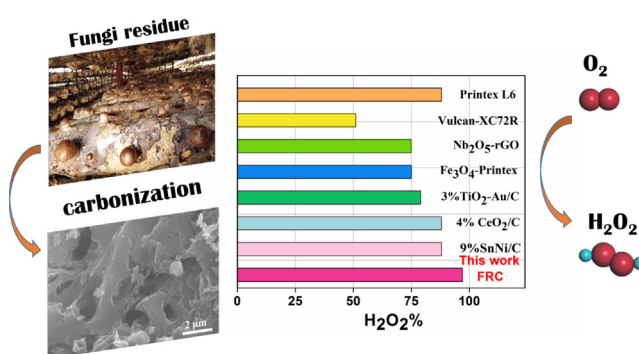 Fungi residue
carbonization
2 μm
Printex L6
Vulcan-XC72R
Nb₂O₅-rGO
Fe₃O₄-Printex
3%TiO₂-Au/C
4% CeO₂/C
9%SnNi/C
This work
FRC
0 25 50 75 100
H₂O₂%
O₂
H₂O₂